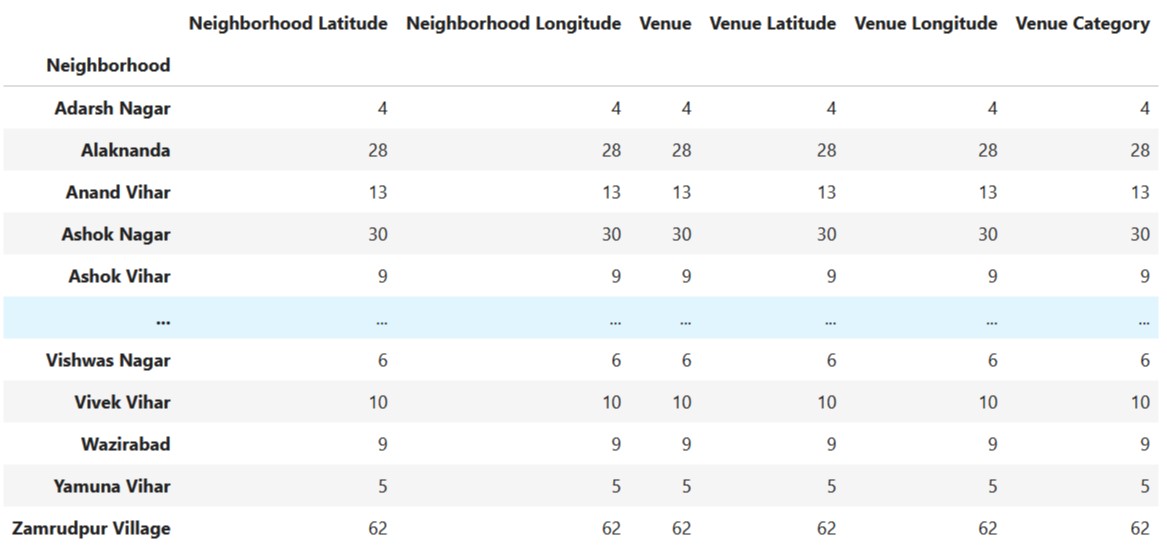 Neighborhood Latitude Neighborhood Longitude Venue Venue Latitude Venue Longitude Venue Category
Neighborhood
Adarsh Nagar 4 4 4 4 4 4
Alaknanda 28 28 28 28 28 28
Anand Vihar 13 13 13 13 13 13
Ashok Nagar 30 30 30 30 30 30
Ashok Vihar 9 9 9 9 9 9
... ... ... ... ... ... ...
Vishwas Nagar 6 6 6 6 6 6
Vivek Vihar 10 10 10 10 10 10
Wazirabad 9 9 9 9 9 9
Yamuna Vihar 5 5 5 5 5 5
Zamrudpur Village 62 62 62 62 62 62